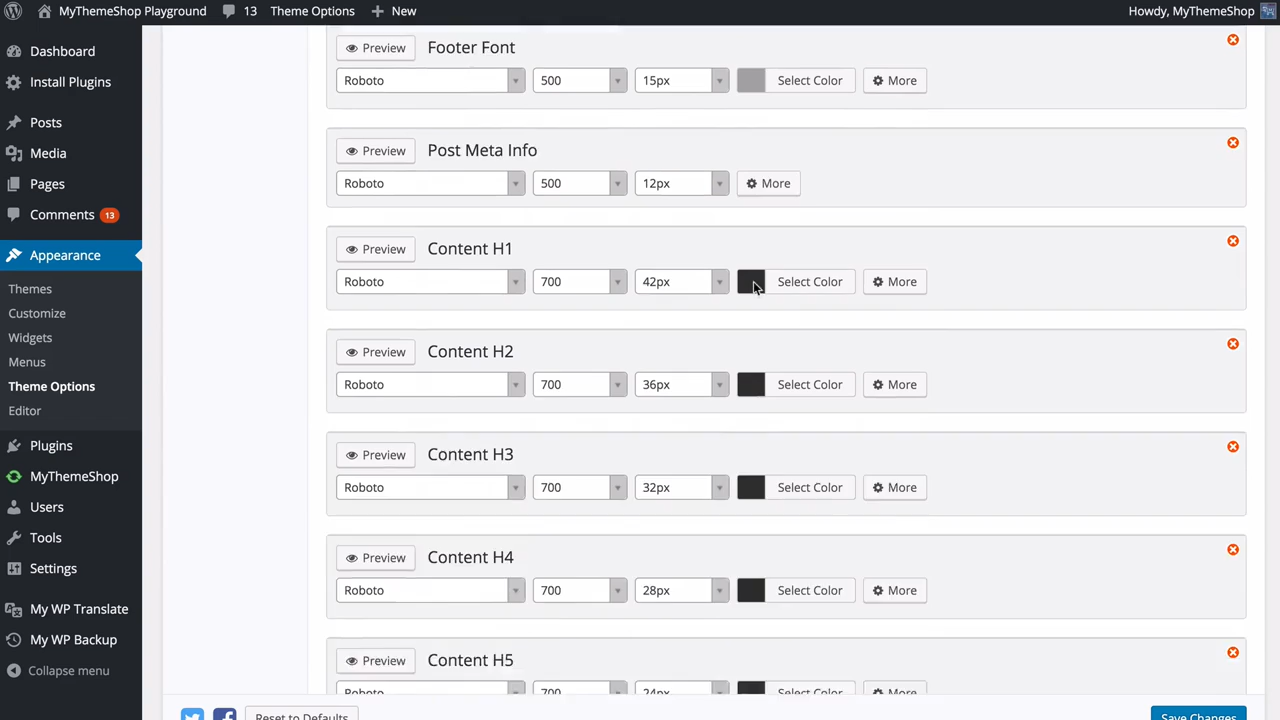 MyThemeShop Playground 13 Theme Options New Howdy, MyThemeShop
Dashboard
Install Plugins
Posts
Media
Pages
Comments 13
Appearance
Themes
Customize
Widgets
Menus
Theme Options
Editor
Plugins
MyThemeShop
Users
Tools
Settings
My WP Translate
My WP Backup
Collapse menu
Preview Footer Font
Roboto 500 15px Select Color More
Preview Post Meta Info
Roboto 500 12px More
Preview Content H1
Roboto 700 42px Select Color More
Preview Content H2
Roboto 700 36px Select Color More
Preview Content H3
Roboto 700 32px Select Color More
Preview Content H4
Roboto 700 28px Select Color More
Preview Content H5
Roboto 700 24px Select Color More
Reset to Defaults Save Changes